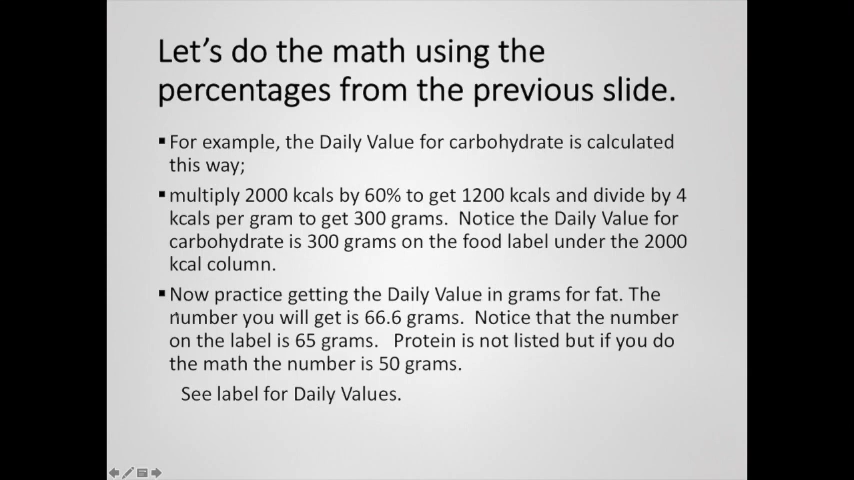 Let's do the math using the
percentages from the previous slide.
▪ For example, the Daily Value for carbohydrate is calculated
this way;
▪ multiply 2000 kcals by 60% to get 1200 kcals and divide by 4
kcals per gram to get 300 grams.  Notice the Daily Value for
carbohydrate is 300 grams on the food label under the 2000
kcal column.
▪ Now practice getting the Daily Value in grams for fat. The
number you will get is 66.6 grams.  Notice that the number
on the label is 65 grams.   Protein is not listed but if you do
the math the number is 50 grams.
See label for Daily Values.